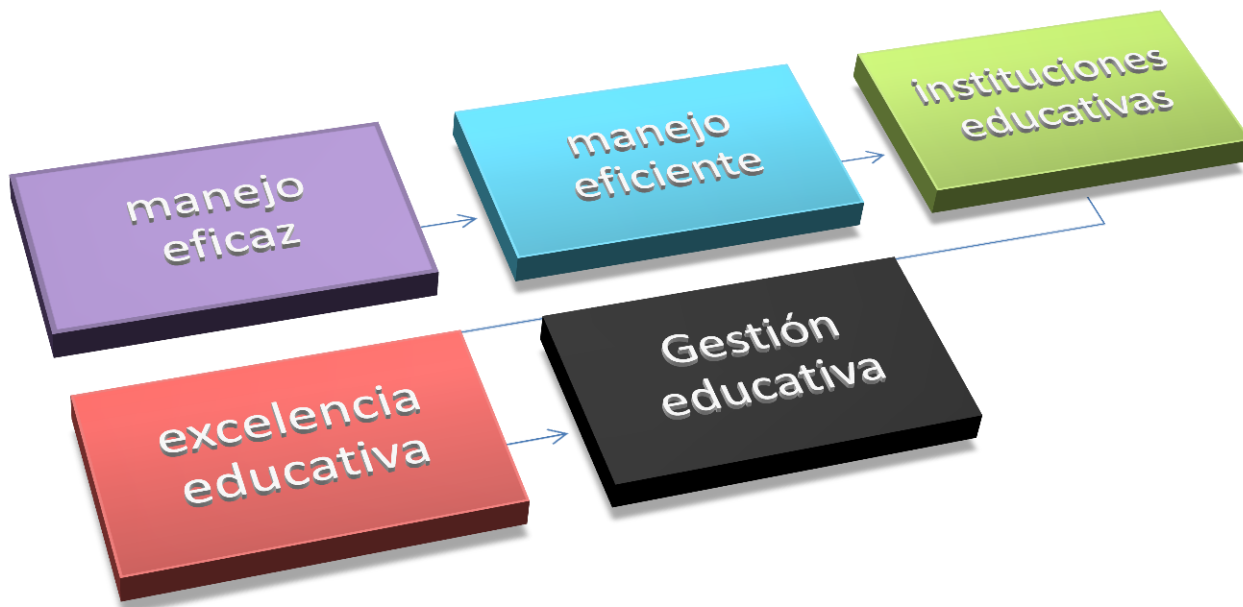 manejo
eficaz
manejo
eficiente
instituciones
educativas
excelencia
educativa
Gestión
educativa